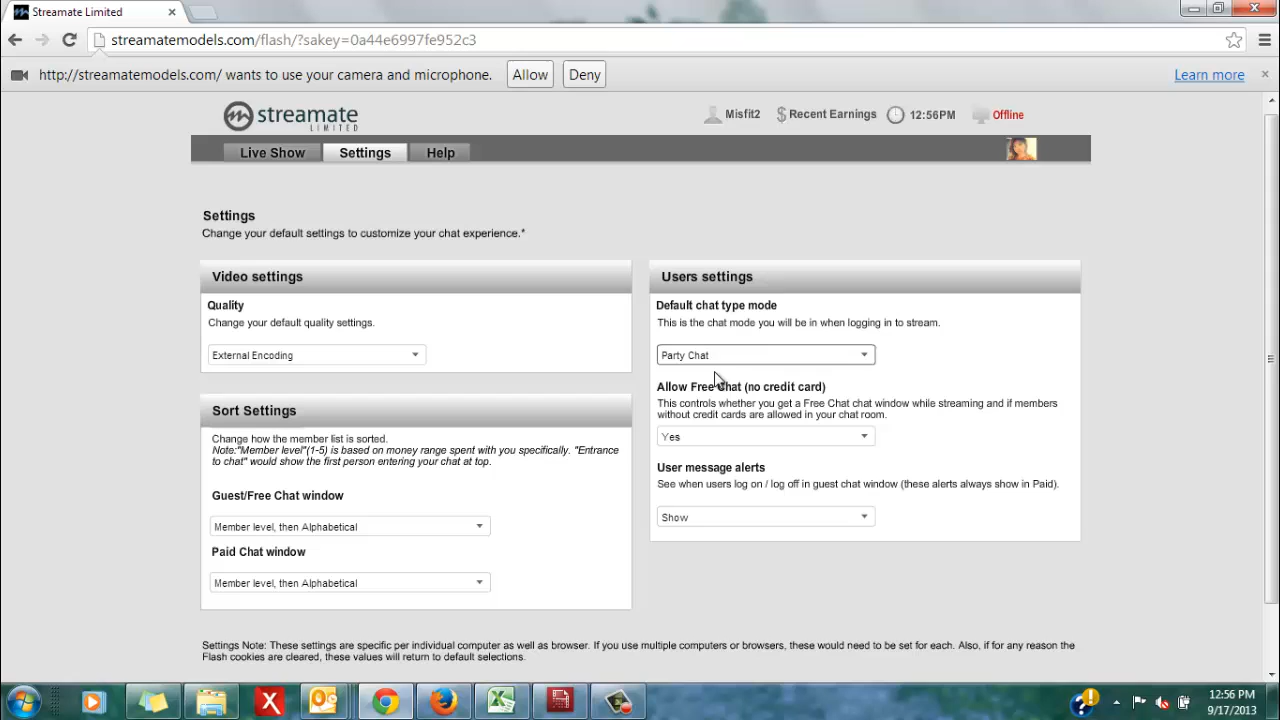 Streamate Limited
streamatemodels.com/flash/?sakey=0a44e6997fe952c3
http://streamatemodels.com/ wants to use your camera and microphone. Allow Deny Learn more
streamate LIMITED
Misfit2 Recent Earnings 12:56PM Offline
Live Show Settings Help
Settings
Change your default settings to customize your chat experience.*
Video settings
Quality
Change your default quality settings.
External Encoding
Sort Settings
Change how the member list is sorted.
Note:"Member level"(1-5) is based on money range spent with you specifically. "Entrance
to chat" would show the first person entering your chat at top.
Guest/Free Chat window
Member level, then Alphabetical
Paid Chat window
Member level, then Alphabetical
Users settings
Default chat type mode
This is the chat mode you will be in when logging in to stream.
Party Chat
Allow Free Chat (no credit card)
This controls whether you get a Free Chat chat window while streaming and if members
without credit cards are allowed in your chat room.
Yes
User message alerts
See when users log on / log off in guest chat window (these alerts always show in Paid).
Show
Settings Note: These settings are specific per individual computer as well as browser. If you use multiple computers or browsers, these would need to be set for each. Also, if for any reason the
Flash cookies are cleared, these values will return to default selections.
12:56 PM
9/17/2013